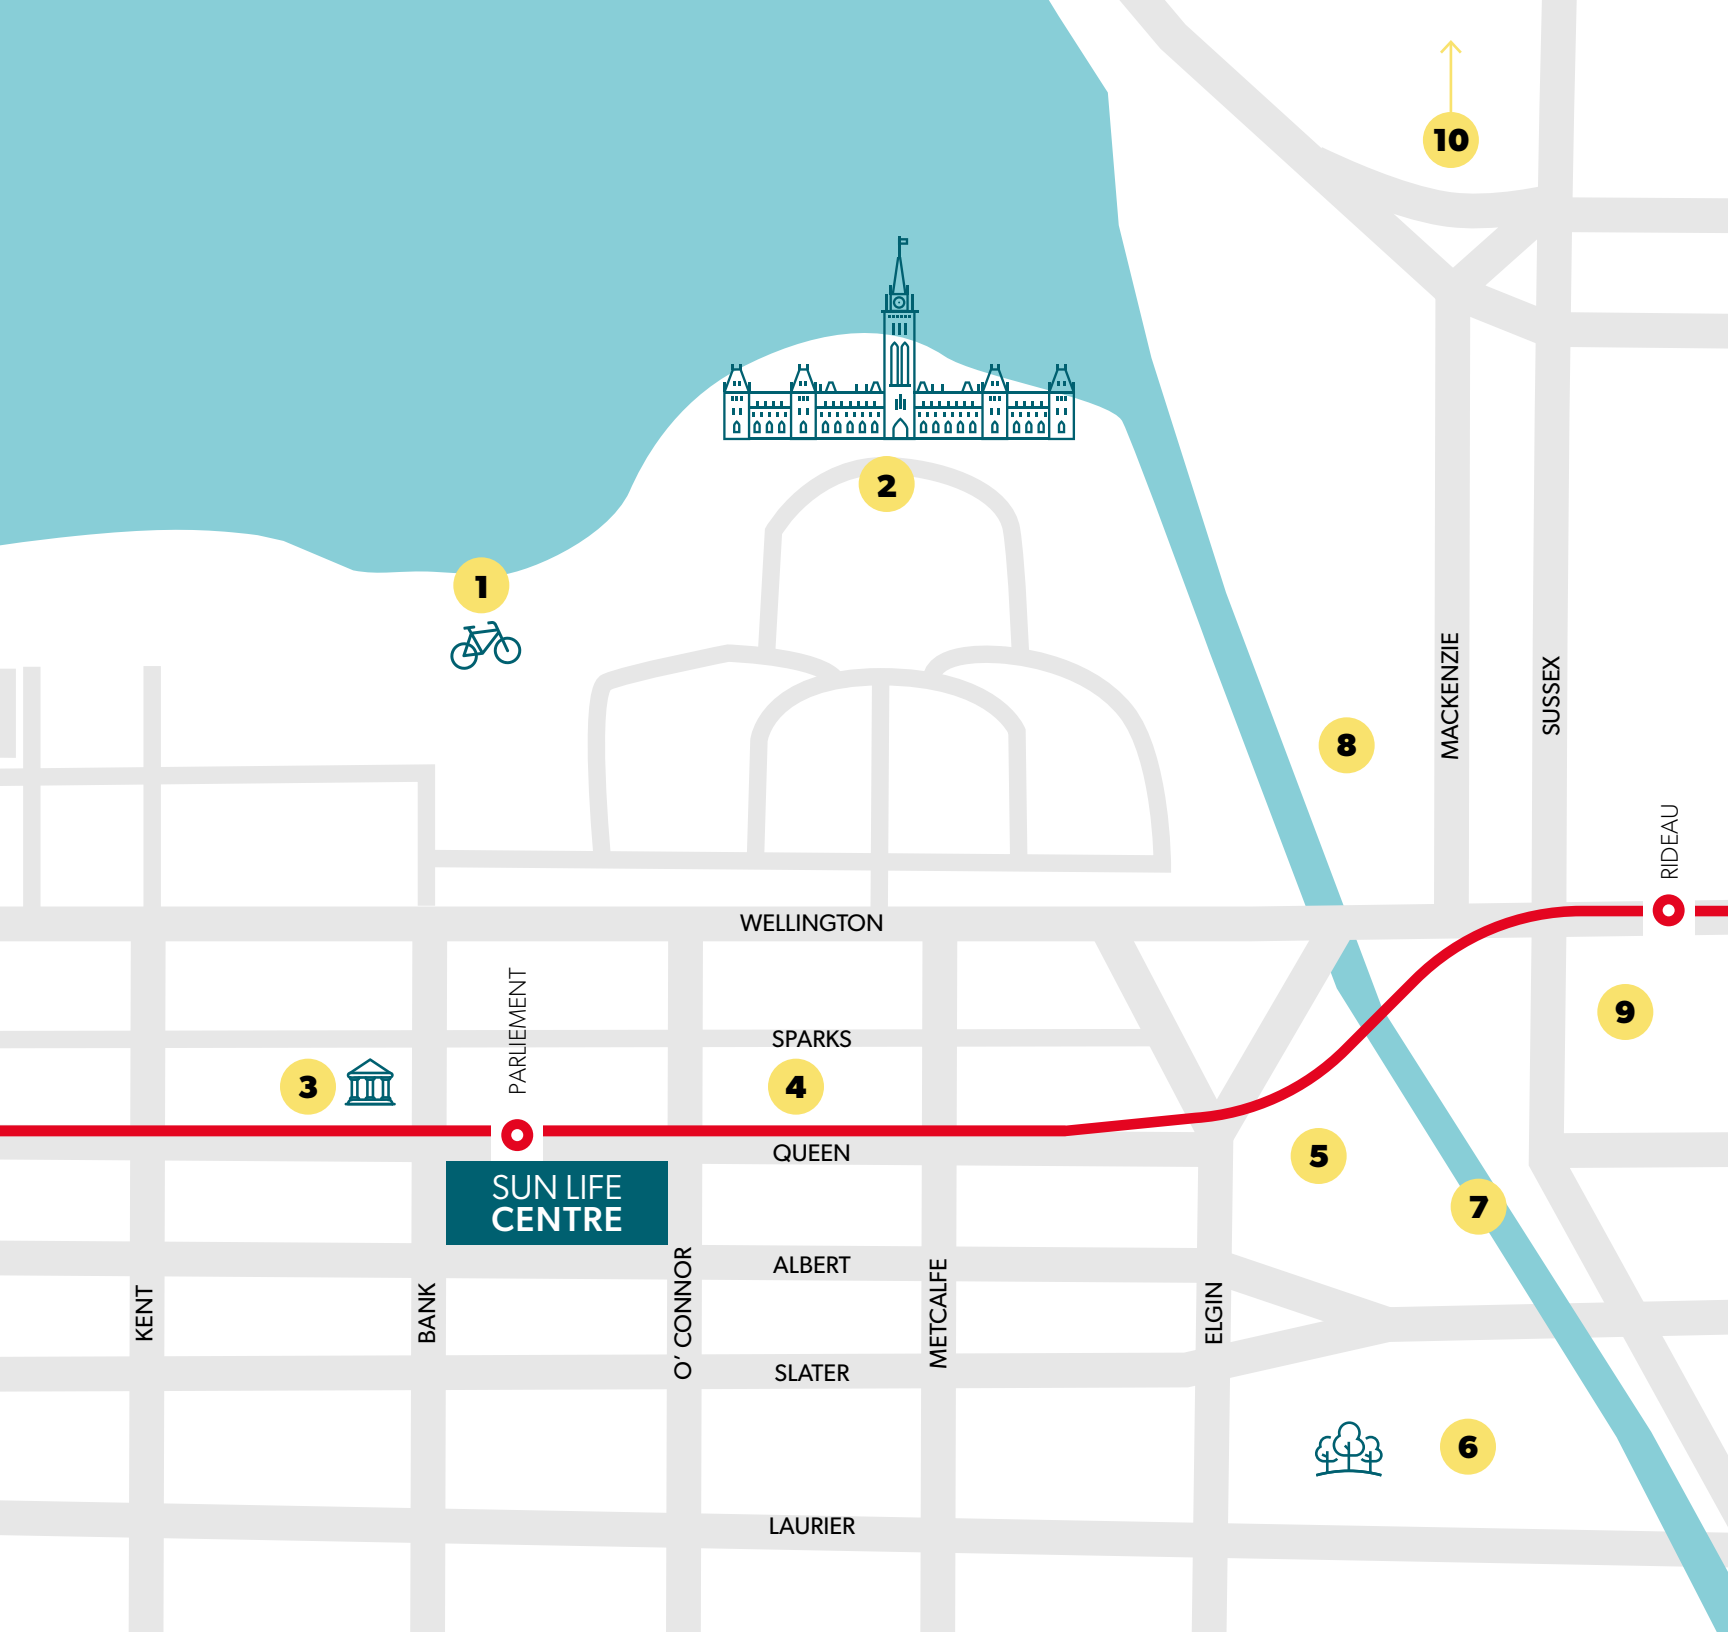 10
2
1
MACKENZIE
SUSSEX
8
RIDEAU
WELLINGTON
PARLIEMENT
9
SPARKS
3
4
QUEEN
5
SUN LIFE
CENTRE
7
ALBERT
KENT
BANK
O' CONNOR
METCALFE
ELGIN
SLATER
6
LAURIER